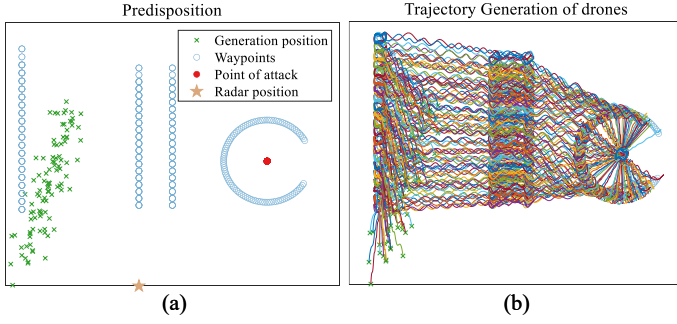 Predisposition
Generation position
Waypoints
Point of attack
Radar position
(a)
Trajectory Generation of drones
(b)